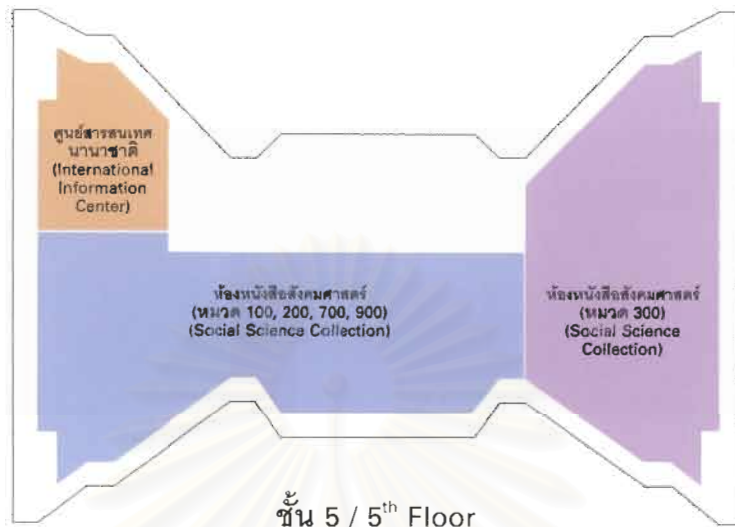 ศูนย์สารสนเทศ
นานาชาติ
(International
Information
Center)
ห้องหนังสือสังคมศาสตร์
(หมวด 100, 200, 700, 900)
(Social Science Collection)
ห้องหนังสือสังคมศาสตร์
(หมวด 300)
(Social Science
Collection)
ชั้น 5 / 5th Floor